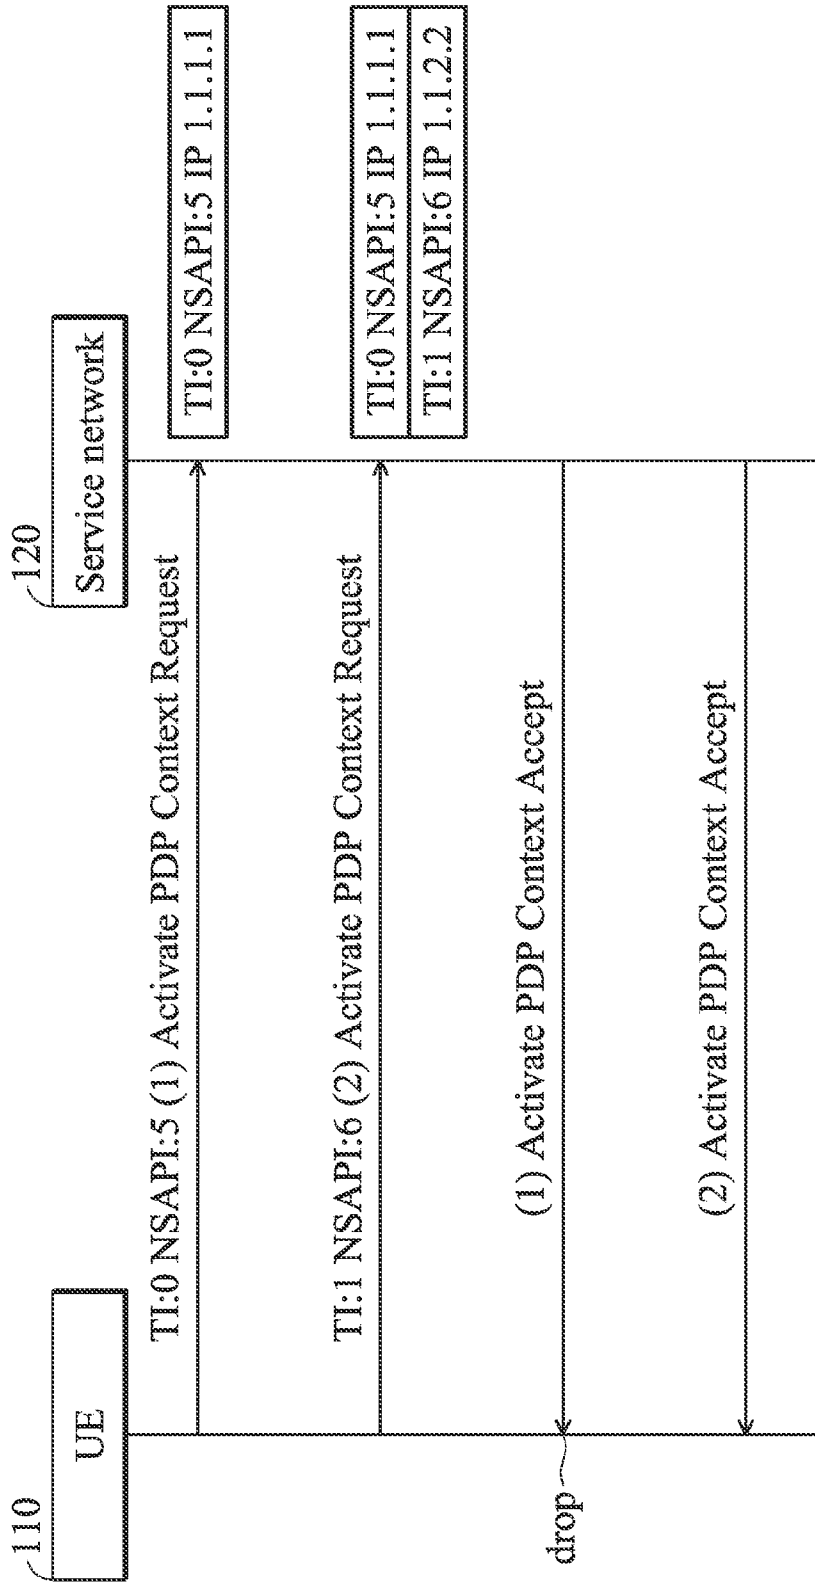 110
UE
120
Service network
TI:0 NSAPI:5 (1) Activate PDP Context Request
TI:0 NSAPI:5 IP 1.1.1.1
TI:1 NSAPI:6 (2) Activate PDP Context Request
TI:0 NSAPI:5 IP 1.1.1.1
TI:1 NSAPI:6 IP 1.1.2.2
(1) Activate PDP Context Accept
drop
(2) Activate PDP Context Accept